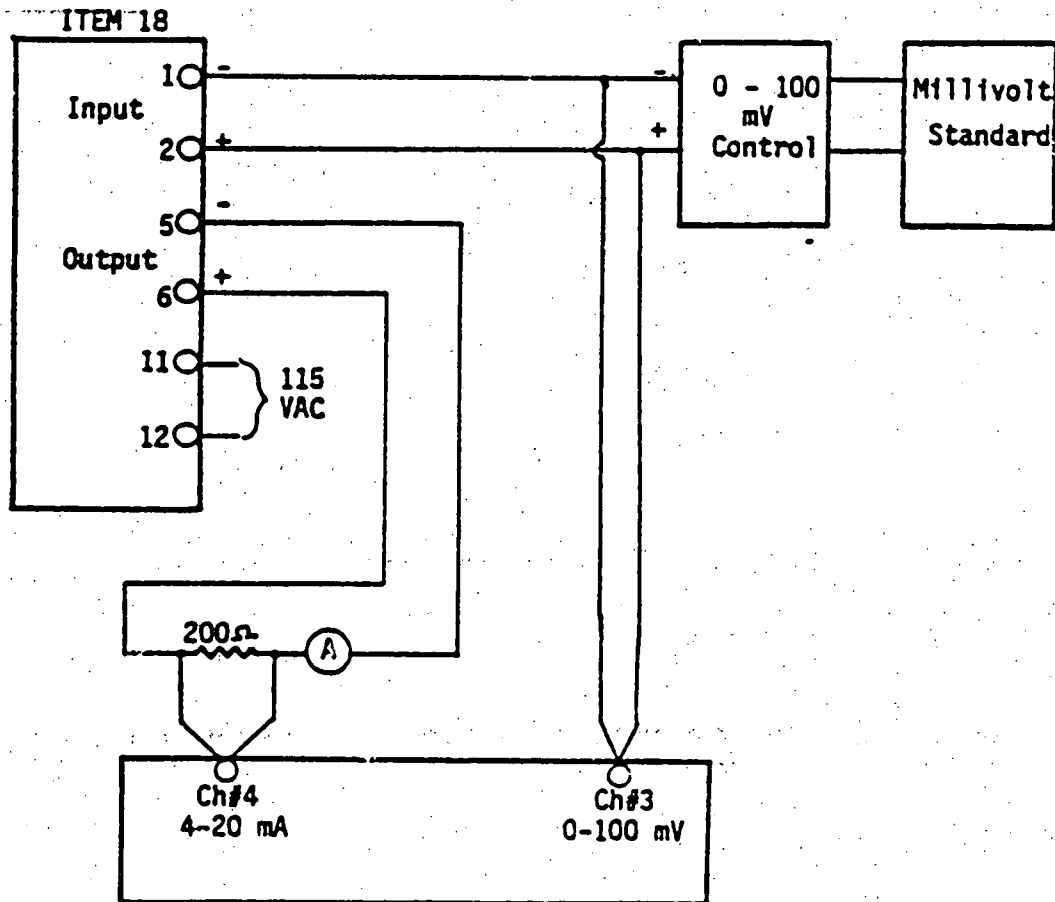 ITEM 18
1 -
Input
2 +
5 -
Output
6 +
11
12
115
VAC
-
+
0 - 100
mV
Control
Millivolt
Standard
200Ω
A
Ch#4
4-20 mA
Ch#3
0-100 mV